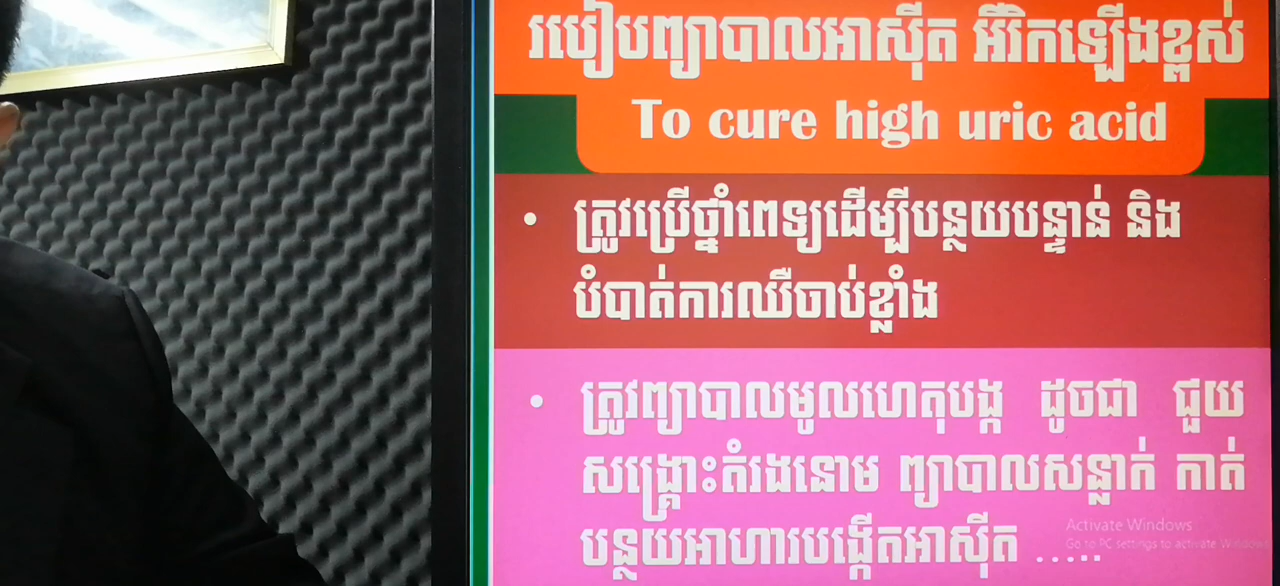 របៀបព្យាបាលអាស៊ីត អ៊ីរិកឡើងខ្ពស់
To cure high uric acid
• ត្រូវប្រើថ្នាំពេទ្យដើម្បីបន្ថយបន្ទាន់ និង
បំបាត់ការឈឺចាប់ខ្លាំង
• ត្រូវព្យាបាលមូលហេតុបង្ក ដូចជា ជួយ
សង្គ្រោះតំរងនោម ព្យាបាលសន្លាក់ កាត់
បន្ថយអាហារបង្កើតអាស៊ីត .....
Activate Windows
Go to PC settings to activate Windows